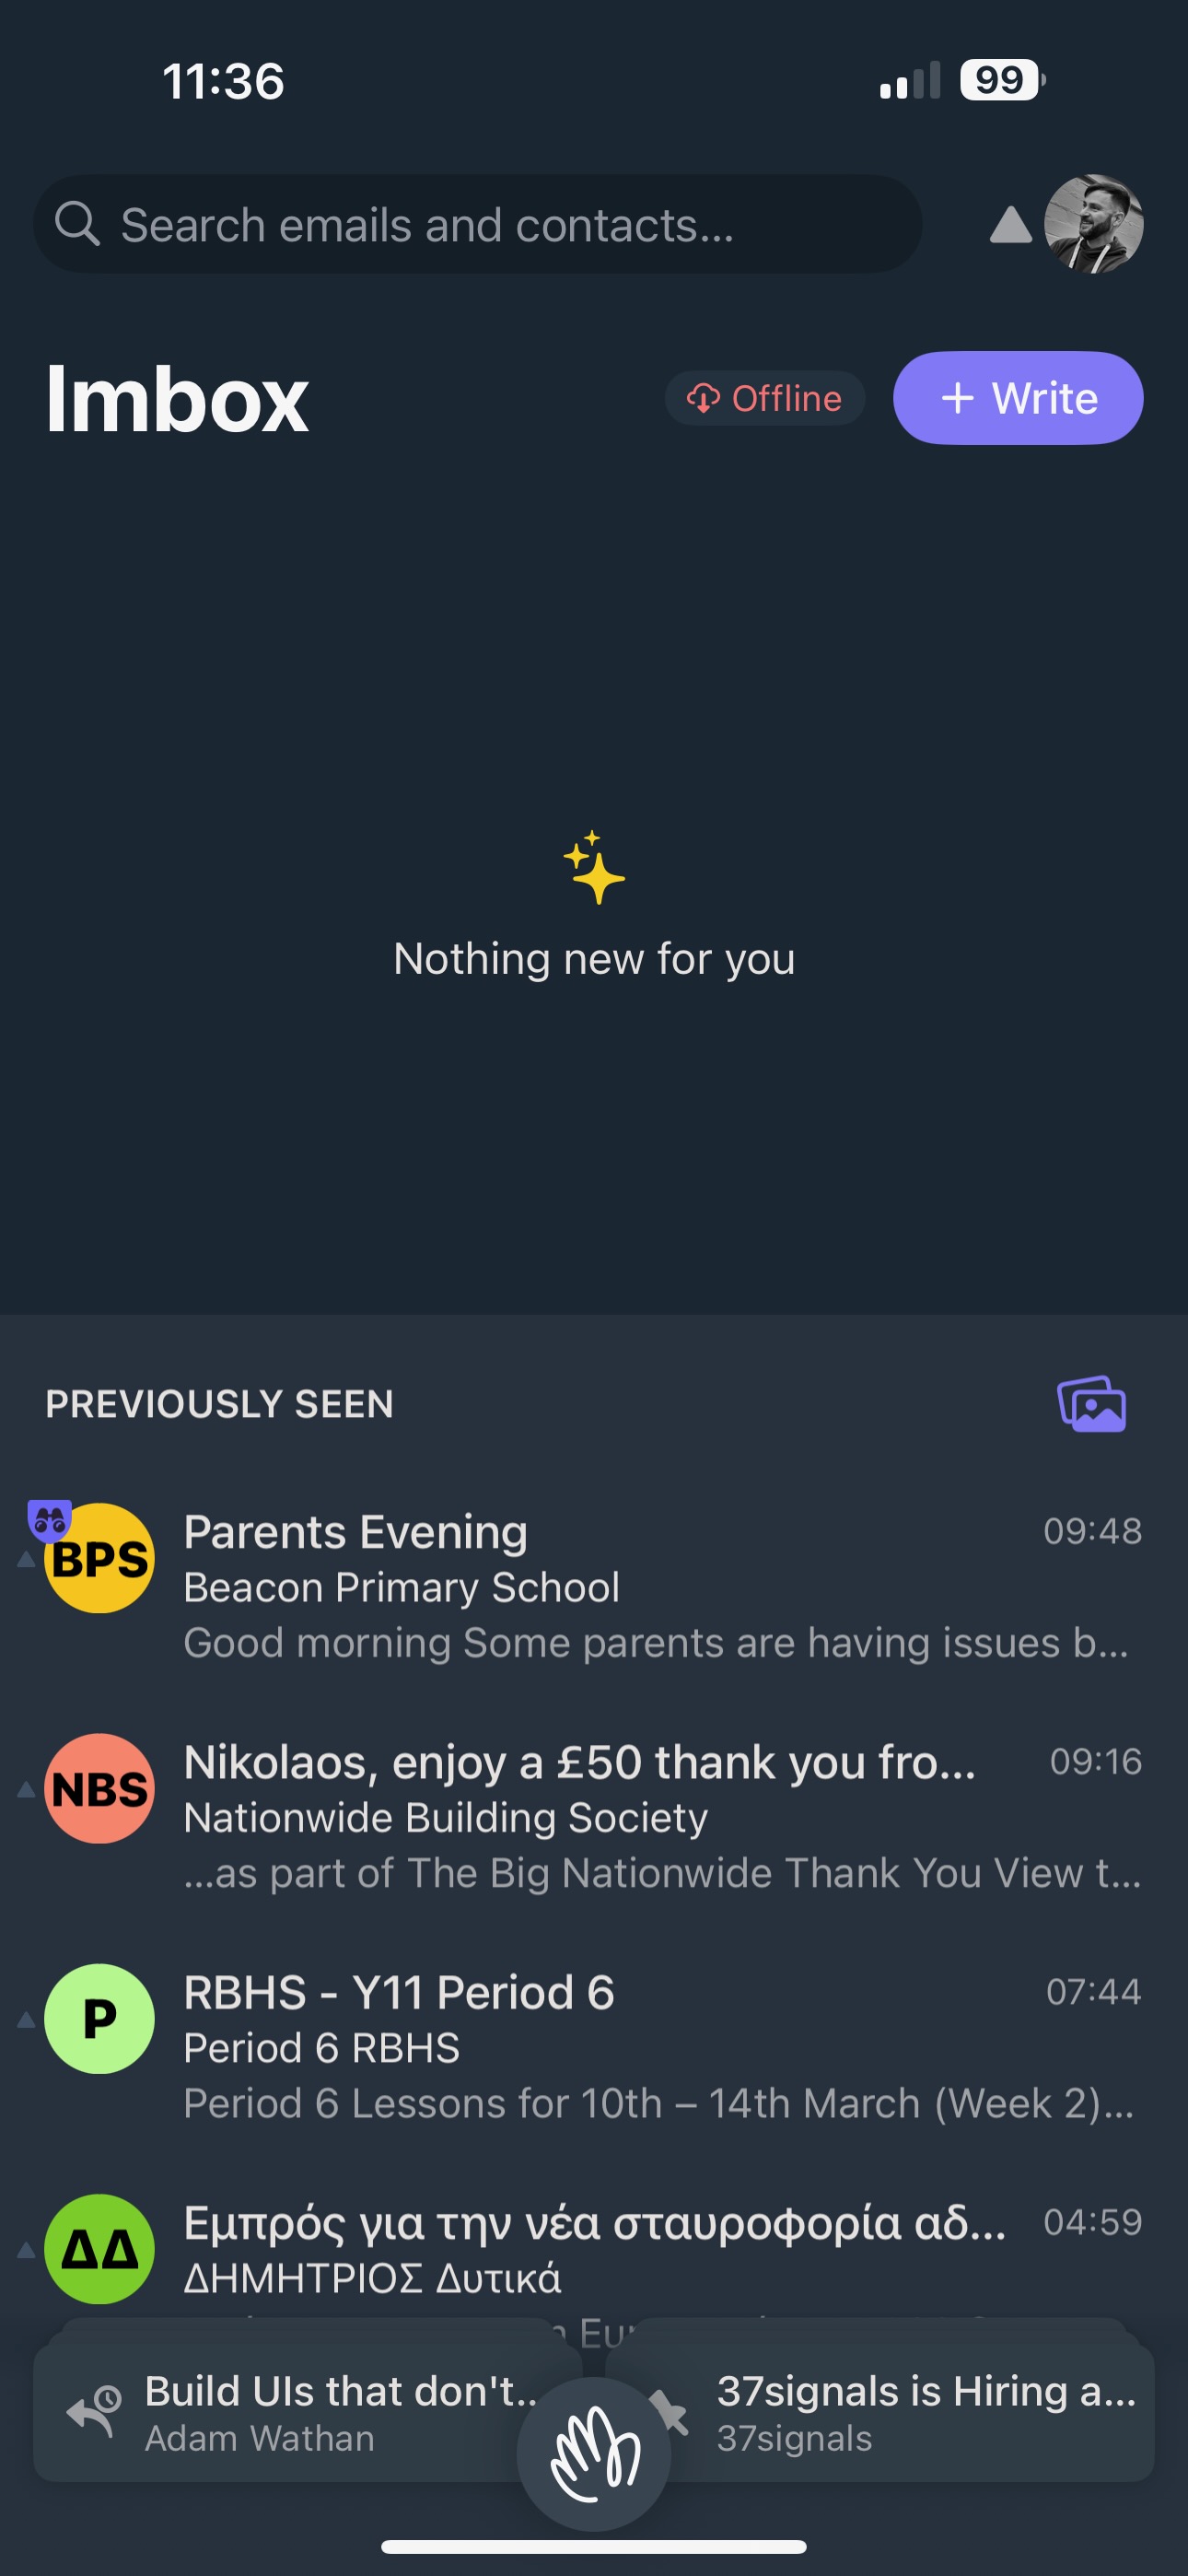 11:36
99
Search emails and contacts...
Imbox
Offline
+ Write
Nothing new for you
PREVIOUSLY SEEN
BPS
Parents Evening
09:48
Beacon Primary School
Good morning Some parents are having issues b...
NBS
Nikolaos, enjoy a £50 thank you fro...
09:16
Nationwide Building Society
...as part of The Big Nationwide Thank You View t...
P
RBHS - Y11 Period 6
07:44
Period 6 RBHS
Period 6 Lessons for 10th – 14th March (Week 2)...
ΔΔ
Εμπρός για την νέα σταυροφορία αδ...
04:59
ΔΗΜΗΤΡΙΟΣ Δυτικά
Build UIs that don't...
Adam Wathan
37signals is Hiring a...
37signals